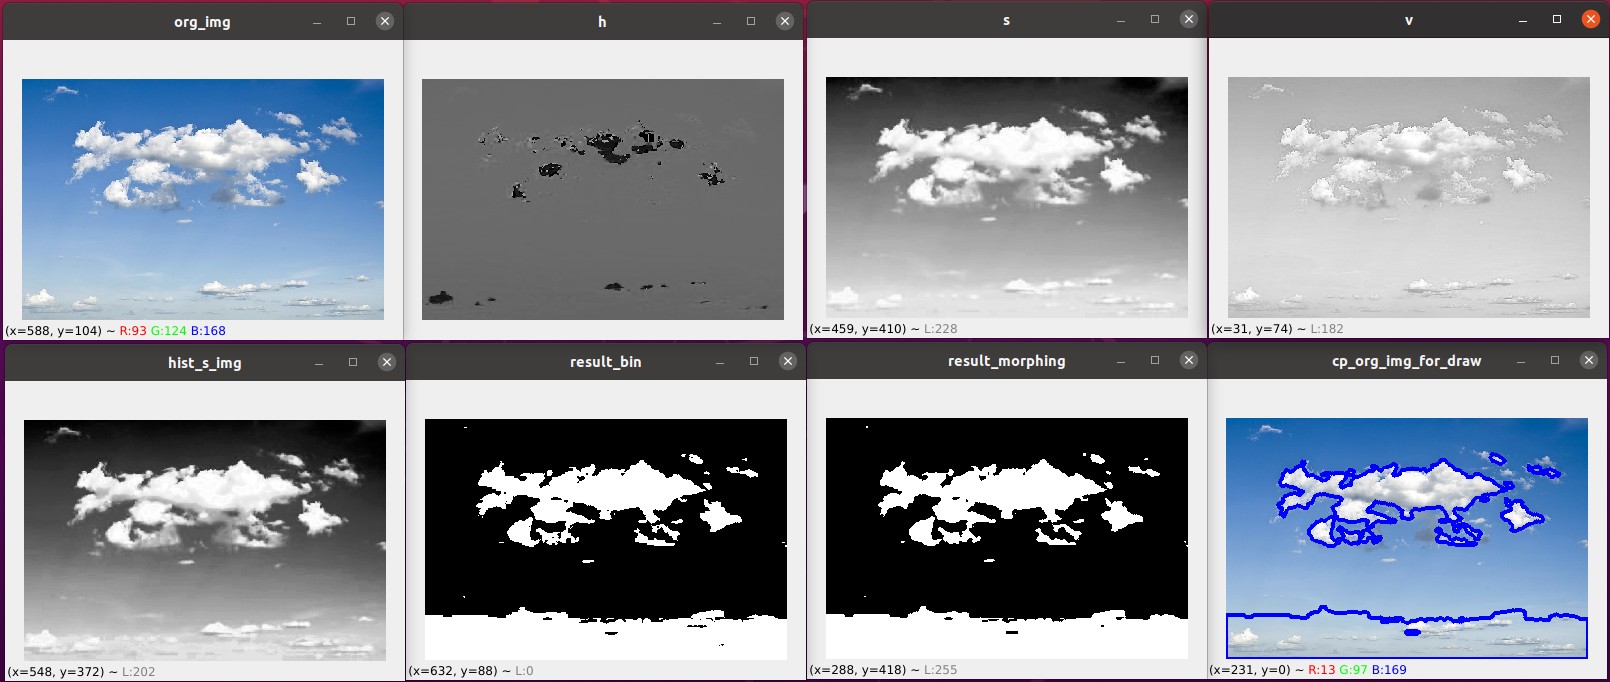 org_img
h
s
v
(x=588, y=104) ~ R:93 G:124 B:168
(x=459, y=410) ~ L:228
(x=31, y=74) ~ L:182
hist_s_img
result_bin
result_morphing
cp_org_img_for_draw
(x=548, y=372) ~ L:202
(x=632, y=88) ~ L:0
(x=288, y=418) ~ L:255
(x=231, y=0) ~ R:13 G:97 B:169